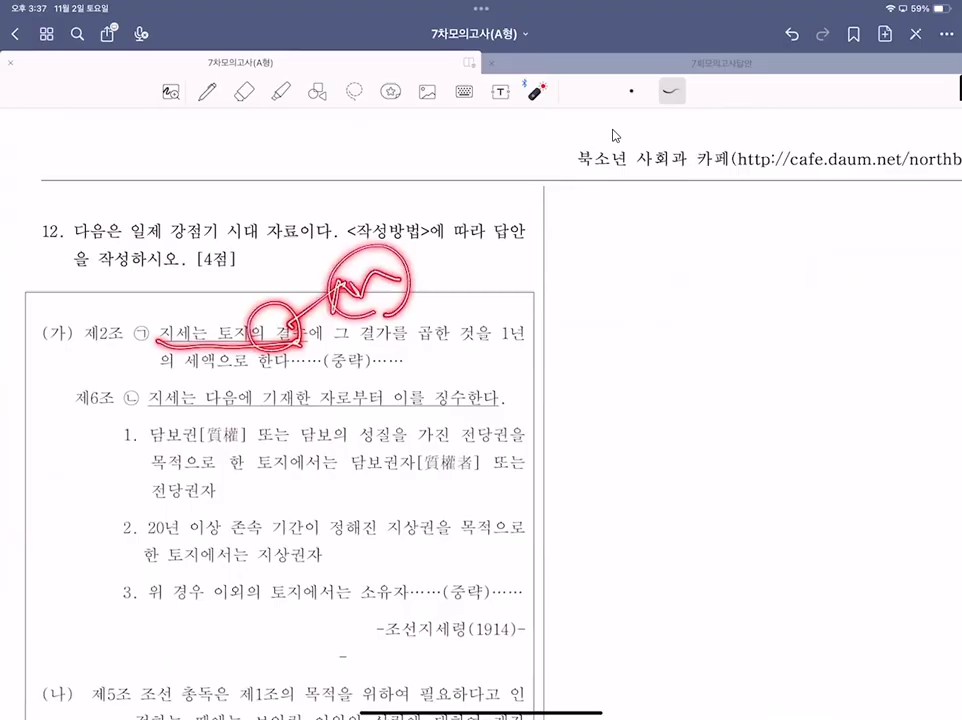 오후 3:37 11월 2일 토요일
59%
7차모의고사(A형)
7차모의고사(A형)
7회모의고사답안
북소년 사회과 카페(http://cafe.daum.net/northb
12. 다음은 일제 강점기 시대 자료이다. <작성방법>에 따라 답안
을 작성하시오. [4점]
(가) 제2조 ㉠ 지세는 토지의 결수에 그 결가를 곱한 것을 1년
의 세액으로 한다……(중략)……
제6조 ㉡ 지세는 다음에 기재한 자로부터 이를 징수한다.
1. 담보권[質權] 또는 담보의 성질을 가진 전당권을
목적으로 한 토지에서는 담보권자[質權者] 또는
전당권자
2. 20년 이상 존속 기간이 정해진 지상권을 목적으로
한 토지에서는 지상권자
3. 위 경우 이외의 토지에서는 소유자……(중략)……
-조선지세령(1914)-
-
(나) 제5조 조선 총독은 제1조의 목적을 위하여 필요하다고 인